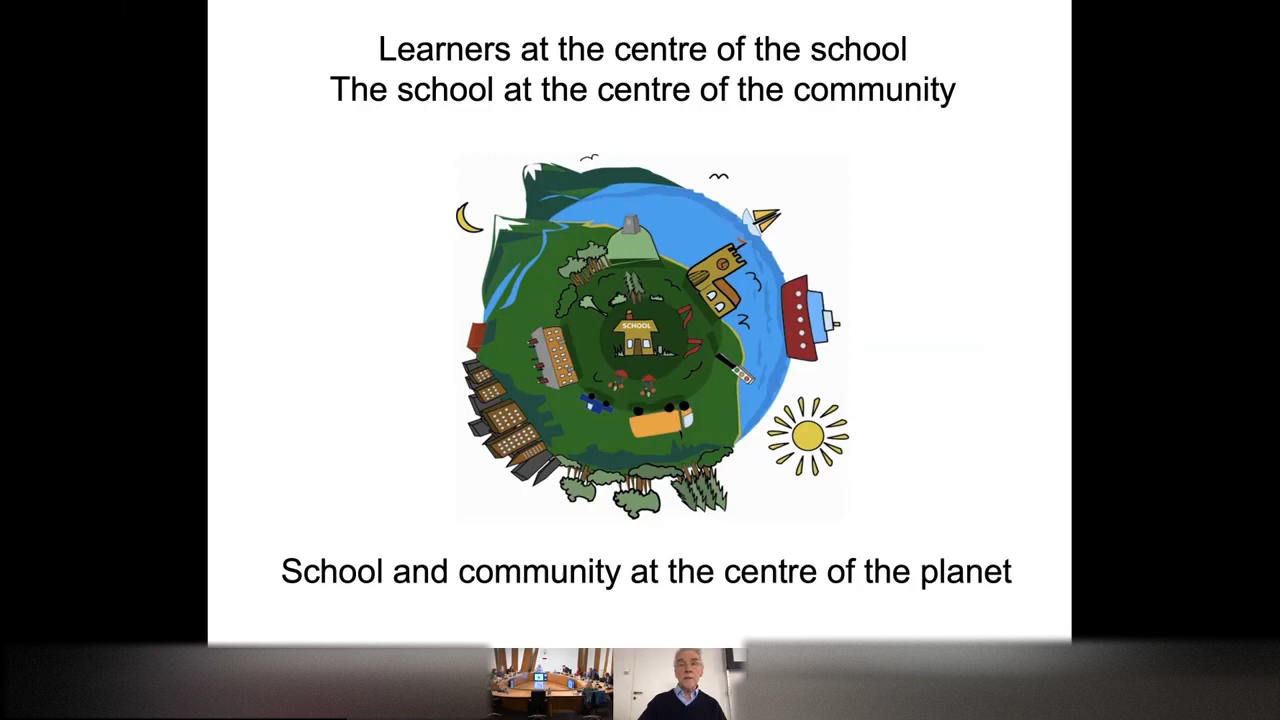 Learners at the centre of the school
The school at the centre of the community
SCHOOL
School and community at the centre of the planet